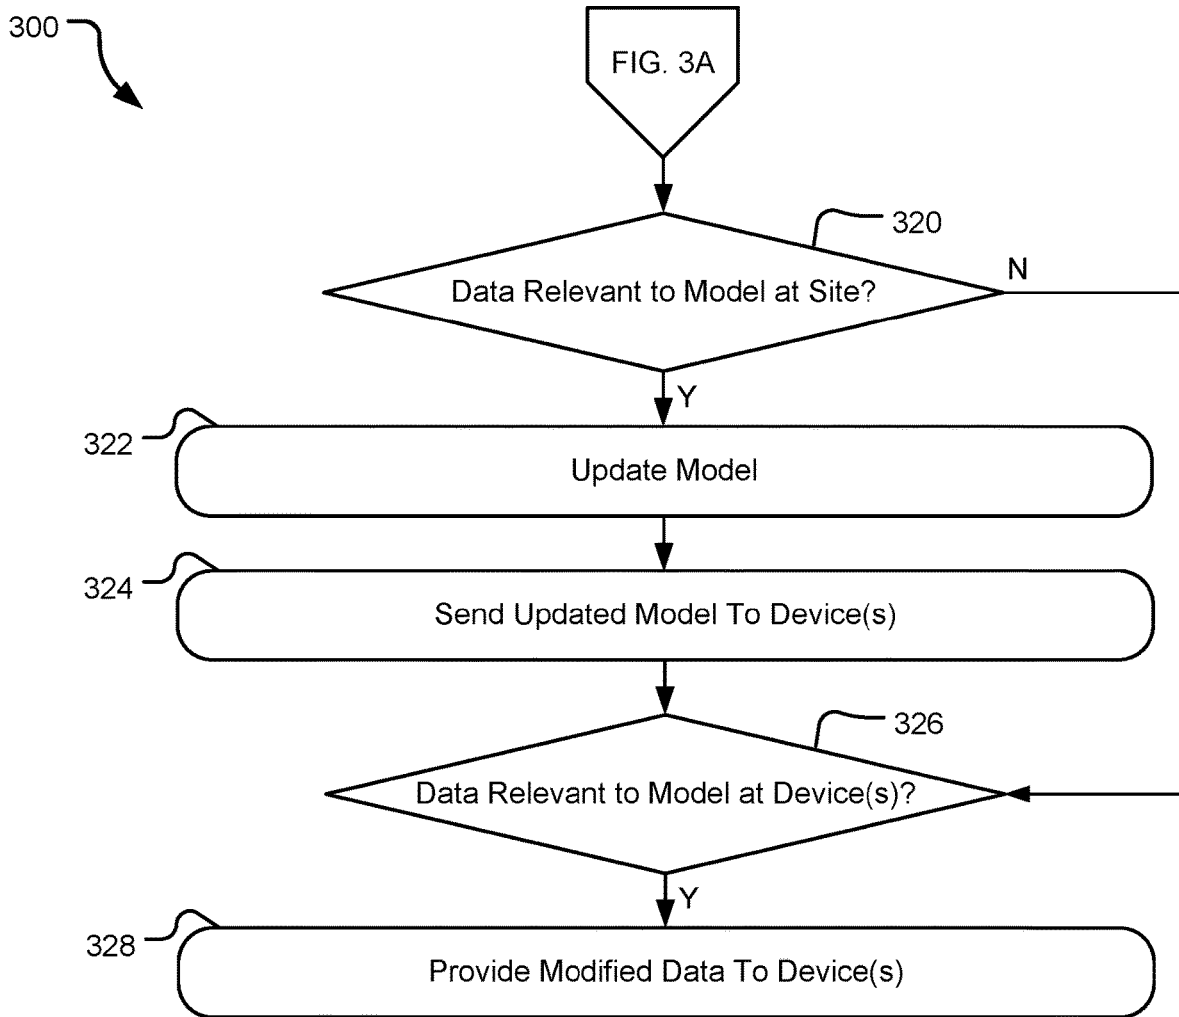 300
FIG. 3A
320
Data Relevant to Model at Site?
N
Y
322
Update Model
324
Send Updated Model To Device(s)
326
Data Relevant to Model at Device(s)?
Y
328
Provide Modified Data To Device(s)